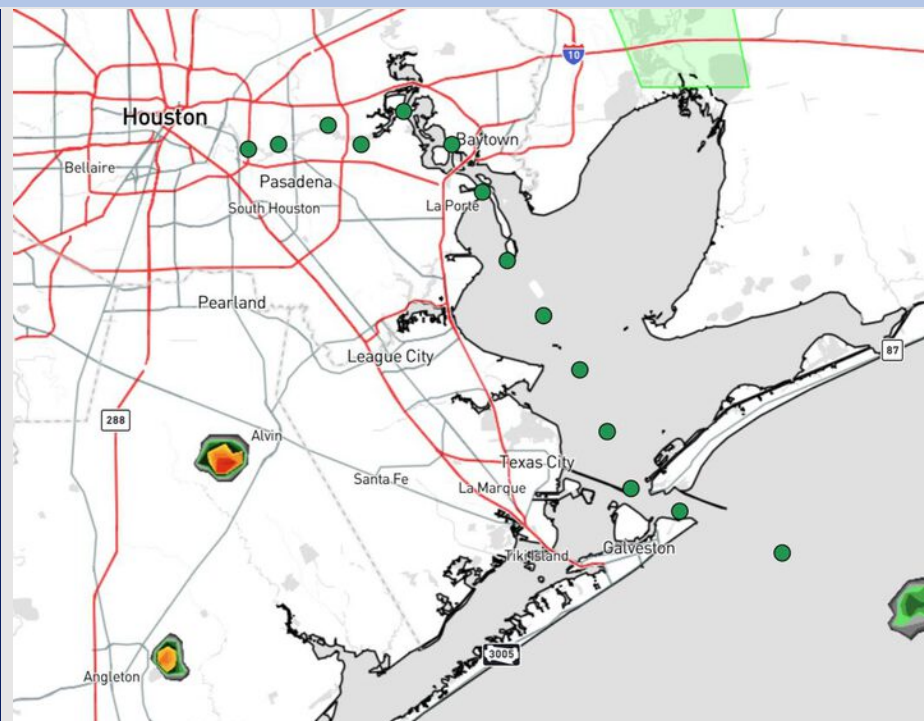 10
Houston
Baytown
Bellaire
Pasadena
La Porte
South Houston
Pearland
League City
87
288
Alvin
Texas City
Santa Fe
La Marque
Tiki Island
Galveston
3005
Angleton